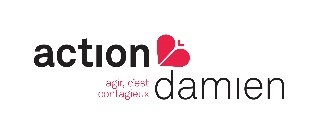 action
agir, c'est
contagieux
damien